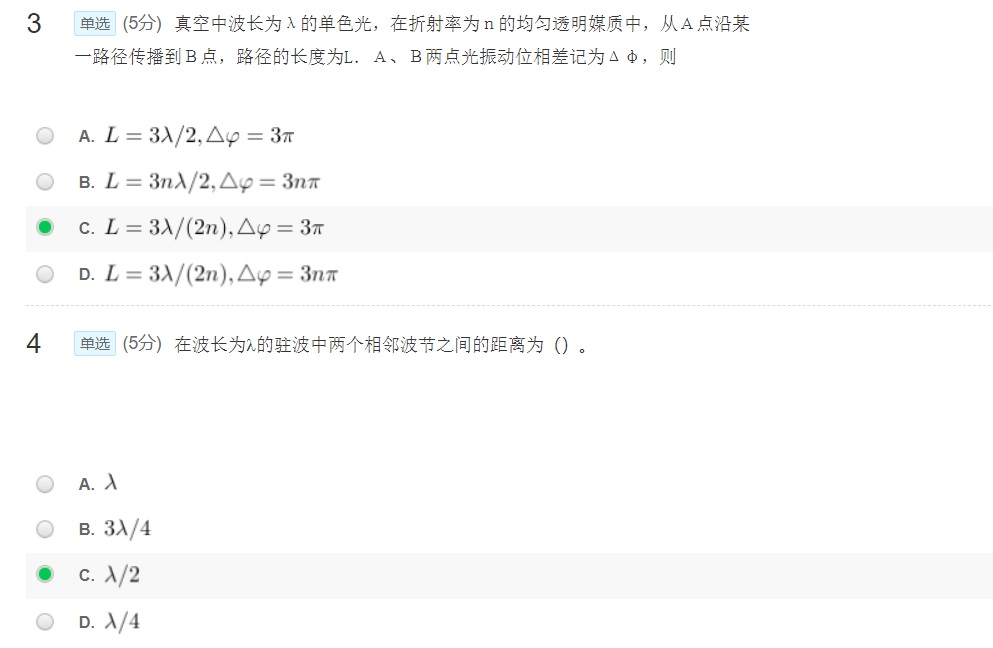 3 单选 (5分) 真空中波长为 λ 的单色光，在折射率为 n 的均匀透明媒质中，从Ａ点沿某
一路径传播到Ｂ点，路径的长度为L．Ａ、Ｂ两点光振动位相差记为Δ φ，则
A. L = 3λ/2,△φ = 3π
B. L = 3nλ/2,△φ = 3nπ
C. L = 3λ/(2n),△φ = 3π
D. L = 3λ/(2n),△φ = 3nπ
4 单选 (5分) 在波长为λ的驻波中两个相邻波节之间的距离为（）。
A. λ
B. 3λ/4
C. λ/2
D. λ/4